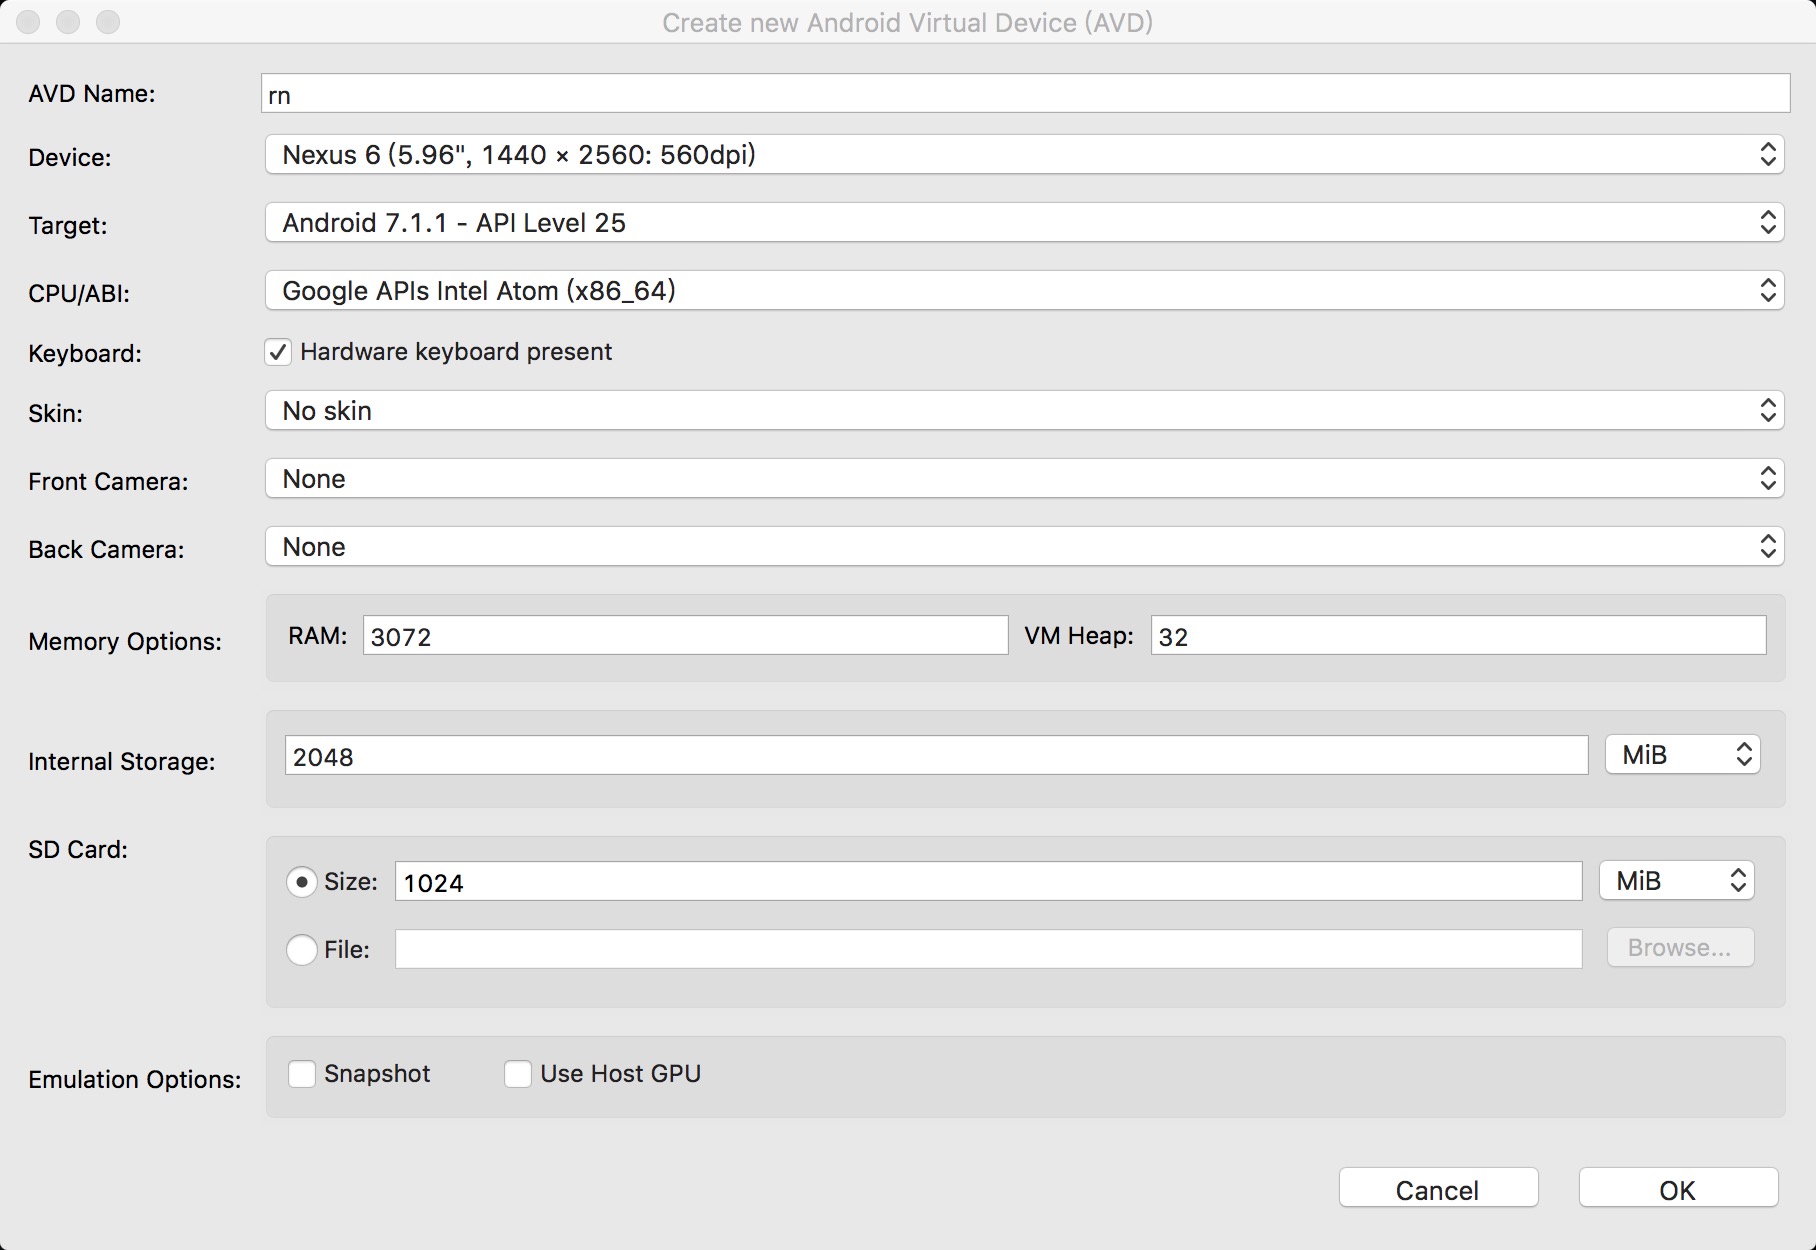 Create new Android Virtual Device (AVD)
AVD Name: rn
Device: Nexus 6 (5.96", 1440 × 2560: 560dpi)
Target: Android 7.1.1 - API Level 25
CPU/ABI: Google APIs Intel Atom (x86_64)
Keyboard: Hardware keyboard present
Skin: No skin
Front Camera: None
Back Camera: None
Memory Options: RAM: 3072 VM Heap: 32
Internal Storage: 2048 MiB
SD Card:
Size: 1024 MiB
File: Browse...
Emulation Options: Snapshot Use Host GPU
Cancel OK